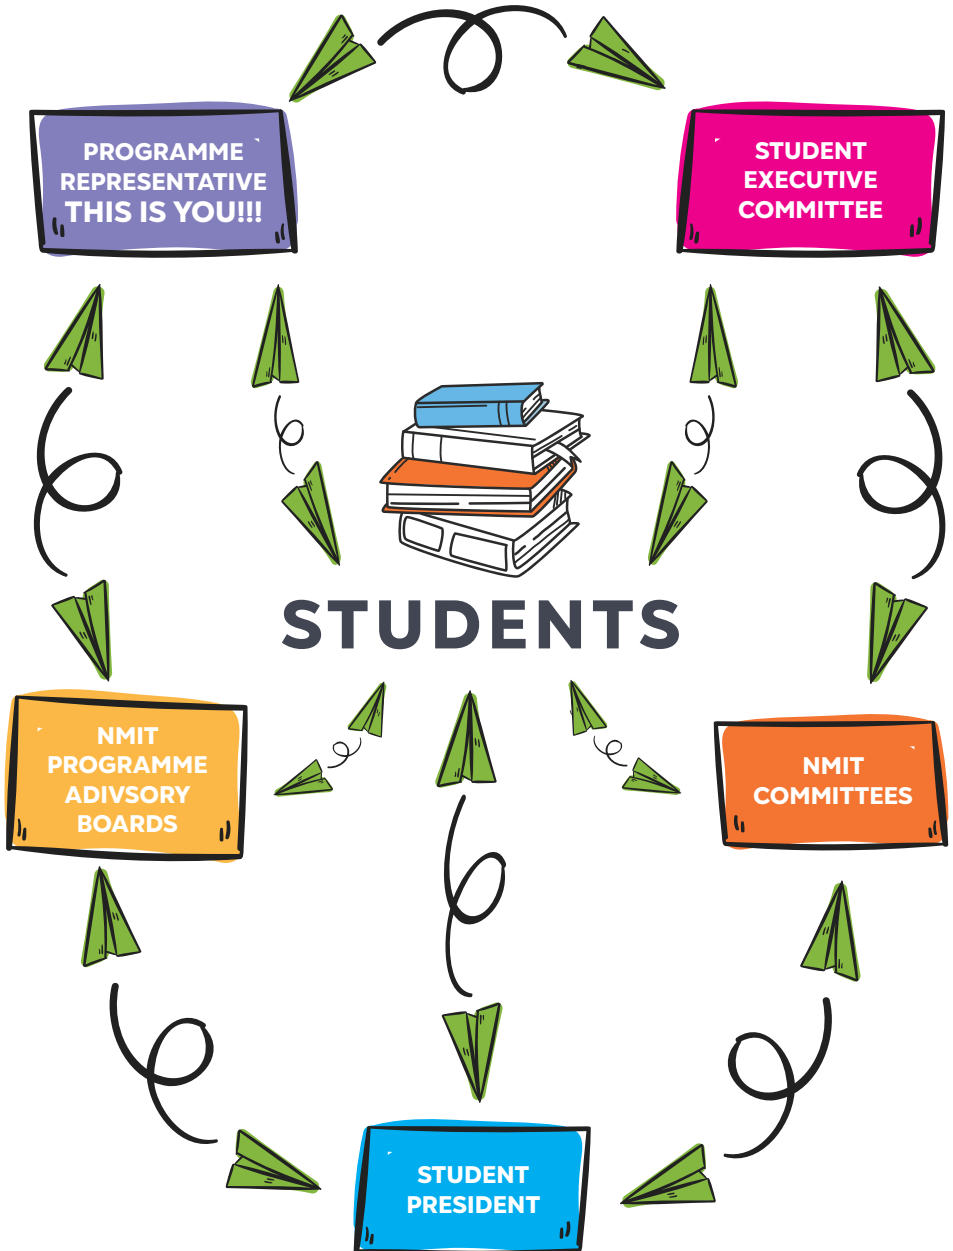 PROGRAMME
REPRESENTATIVE
THIS IS YOU!!!
STUDENT
EXECUTIVE
COMMITTEE
STUDENTS
NMIT
PROGRAMME
ADIVSORY
BOARDS
NMIT
COMMITTEES
STUDENT
PRESIDENT